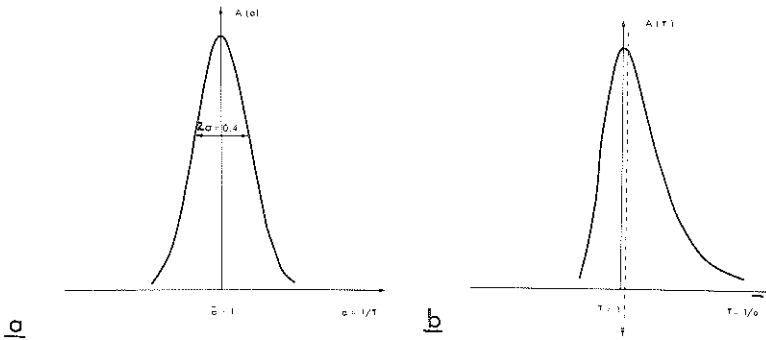 A(a)
2σ=0.4
ā=1
a=1/T
a
A(T)
T=1
T=1/a
T
b